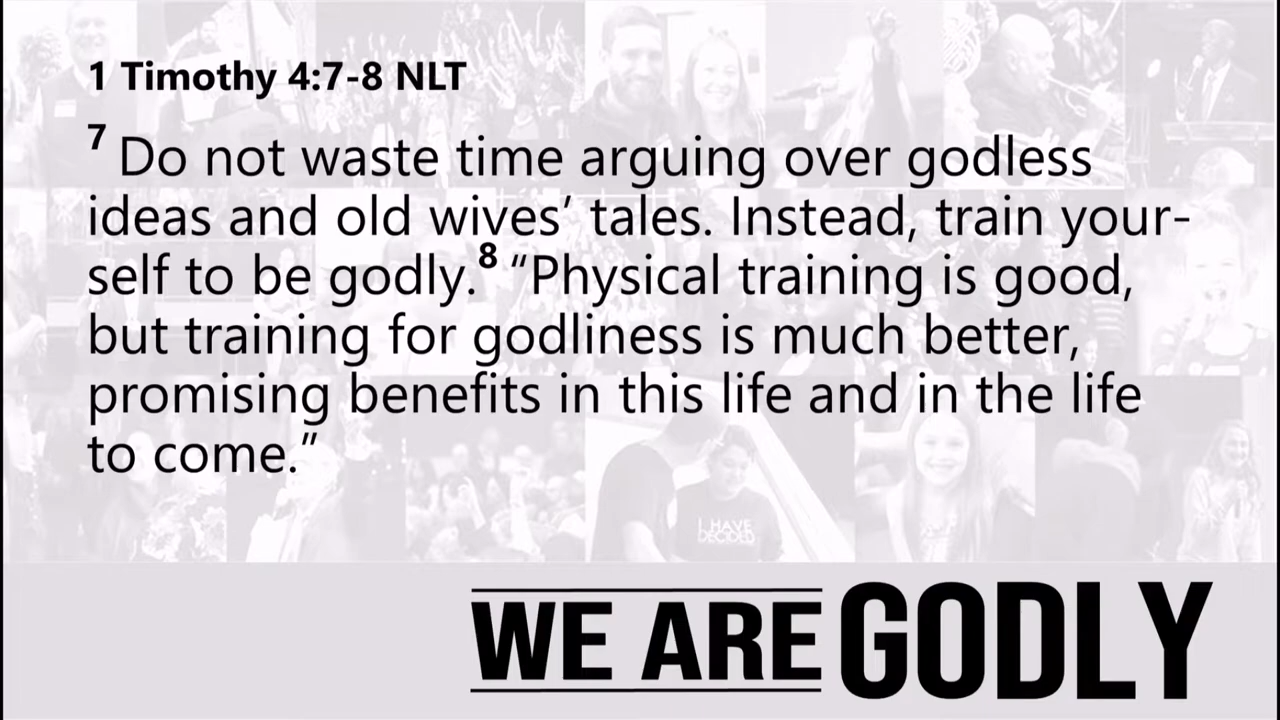 1 Timothy 4:7-8 NLT
7 Do not waste time arguing over godless
ideas and old wives’ tales. Instead, train your-
self to be godly.8 “Physical training is good,
but training for godliness is much better,
promising benefits in this life and in the life
to come.”
I HAVE
DECIDED
WE ARE GODLY